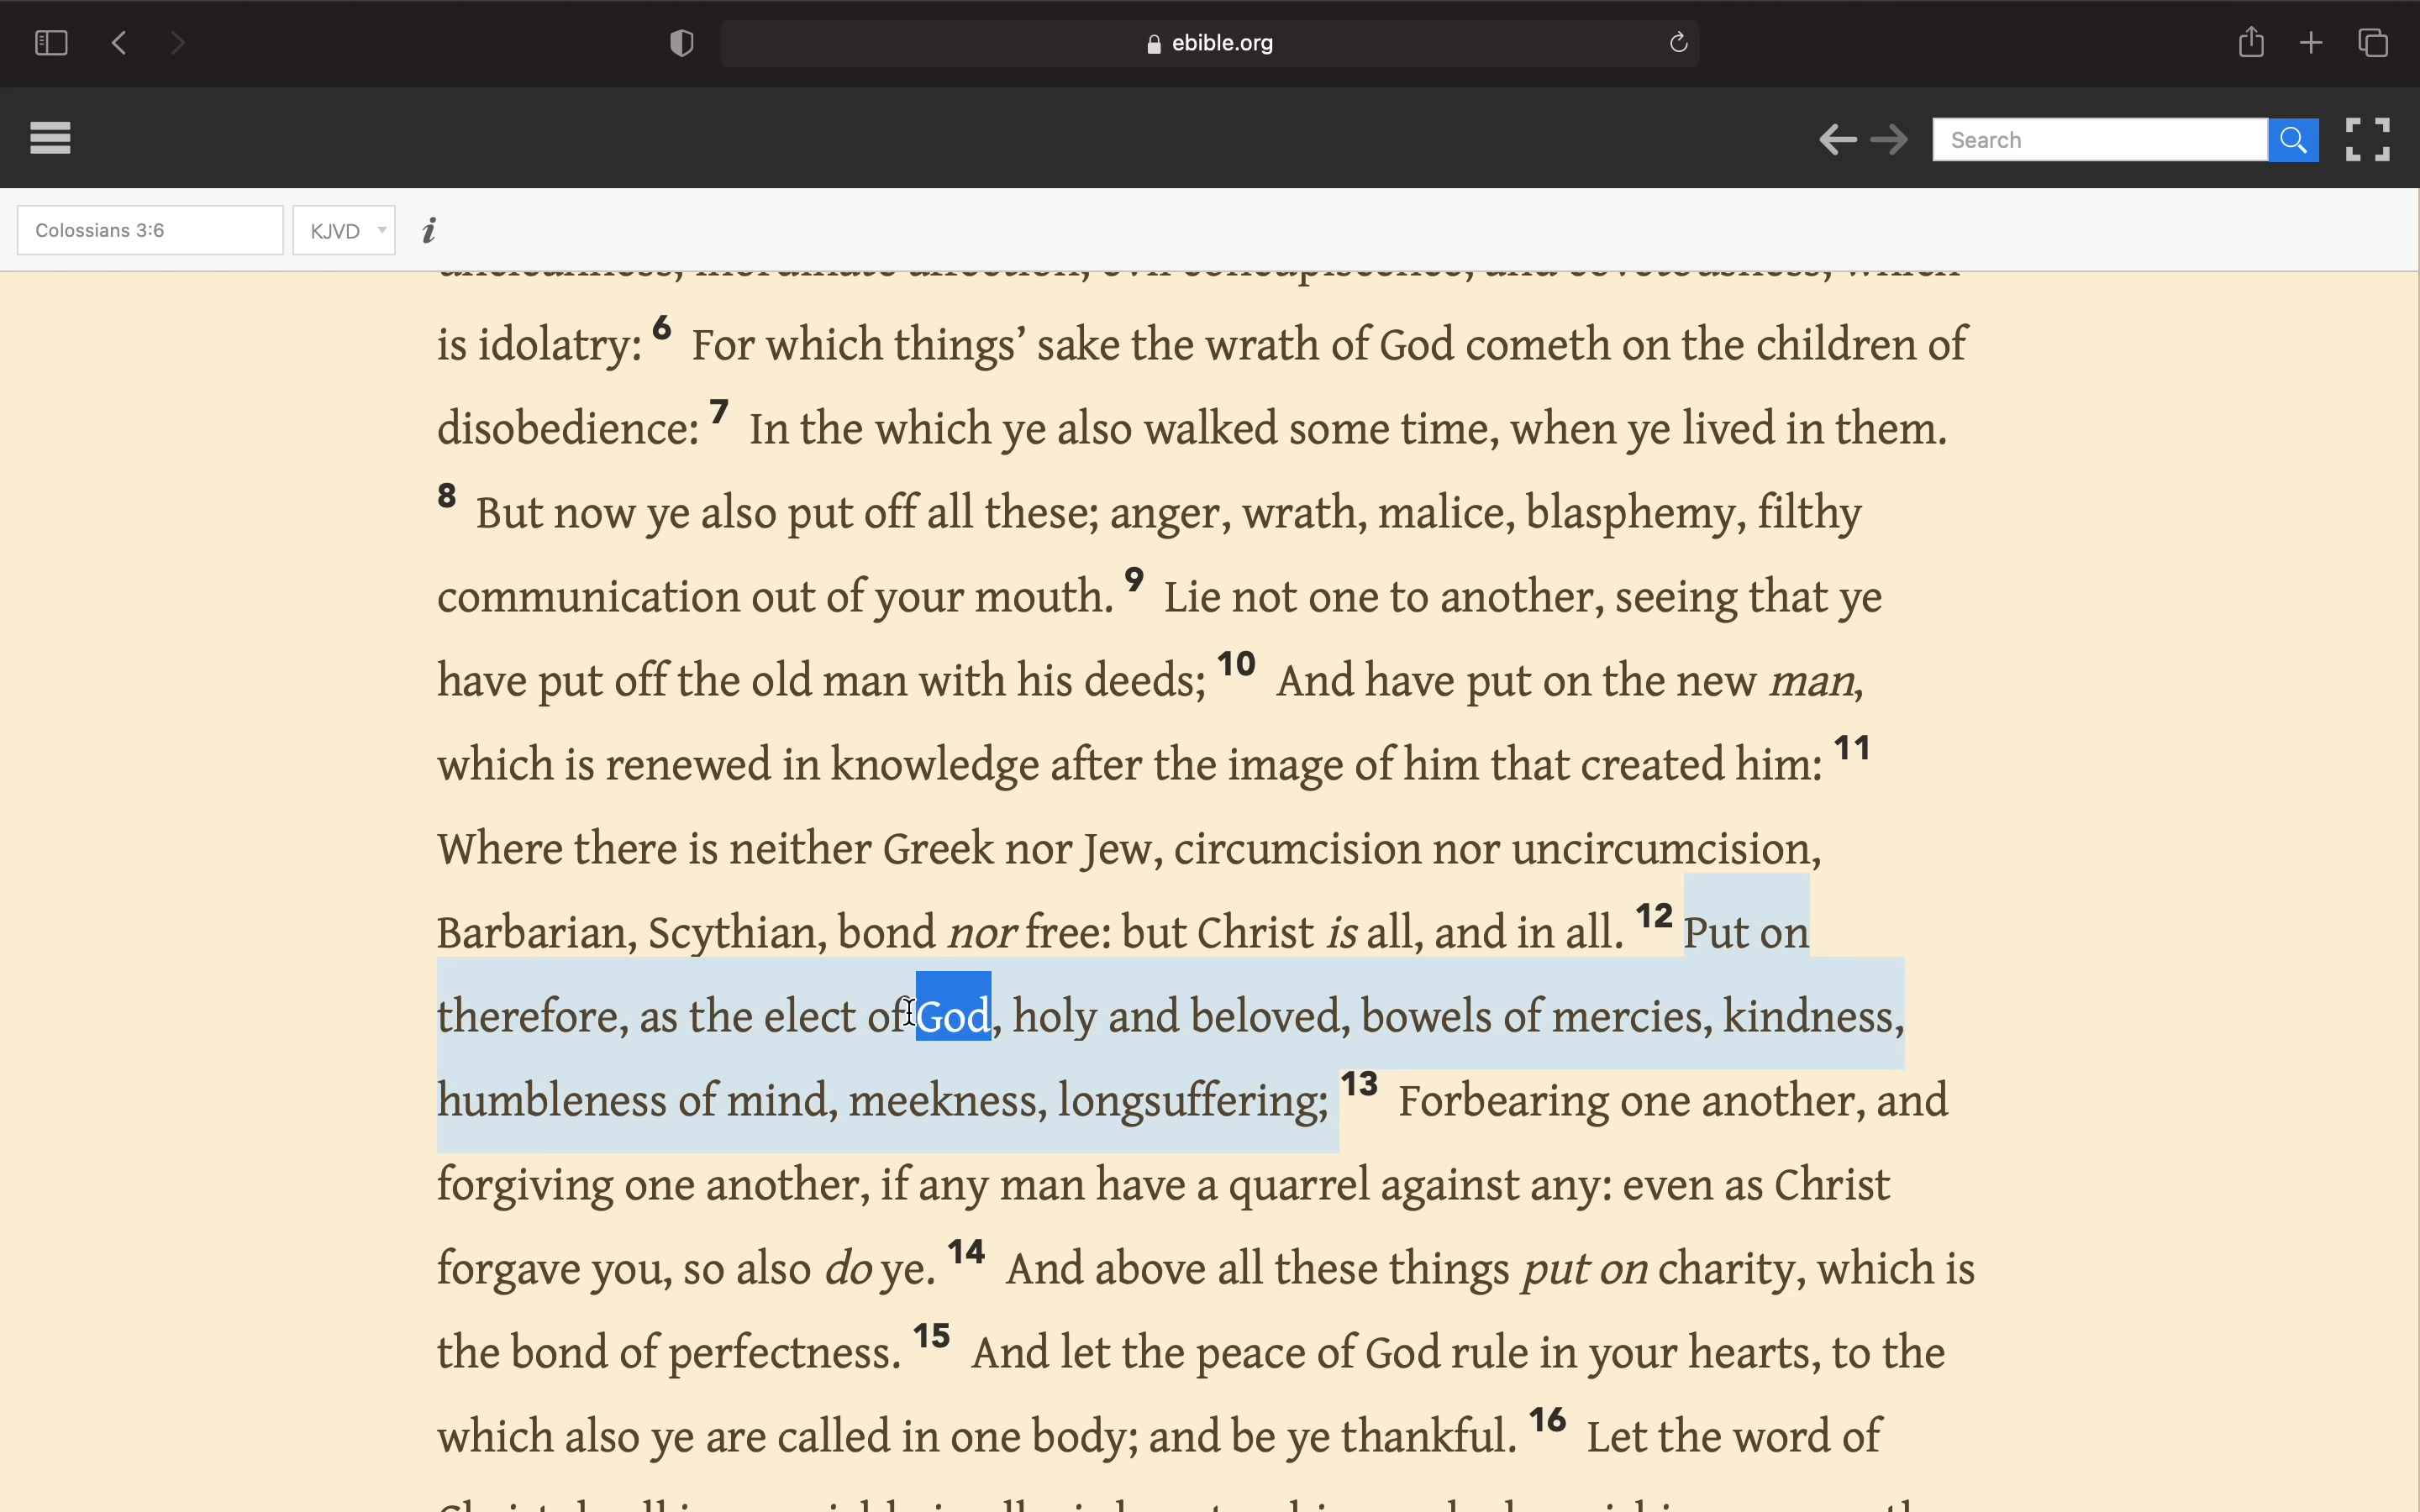 ebible.org
Search
Colossians 3:6
KJVD
i
uncleanness, inordinate affection, evil concupiscence, and covetousness, which
is idolatry: 6 For which things’ sake the wrath of God cometh on the children of
disobedience: 7 In the which ye also walked some time, when ye lived in them.
8 But now ye also put off all these; anger, wrath, malice, blasphemy, filthy
communication out of your mouth. 9 Lie not one to another, seeing that ye
have put off the old man with his deeds; 10 And have put on the new man,
which is renewed in knowledge after the image of him that created him: 11
Where there is neither Greek nor Jew, circumcision nor uncircumcision,
Barbarian, Scythian, bond nor free: but Christ is all, and in all. 12 Put on
therefore, as the elect of God, holy and beloved, bowels of mercies, kindness,
humbleness of mind, meekness, longsuffering; 13 Forbearing one another, and
forgiving one another, if any man have a quarrel against any: even as Christ
forgave you, so also do ye. 14 And above all these things put on charity, which is
the bond of perfectness. 15 And let the peace of God rule in your hearts, to the
which also ye are called in one body; and be ye thankful. 16 Let the word of